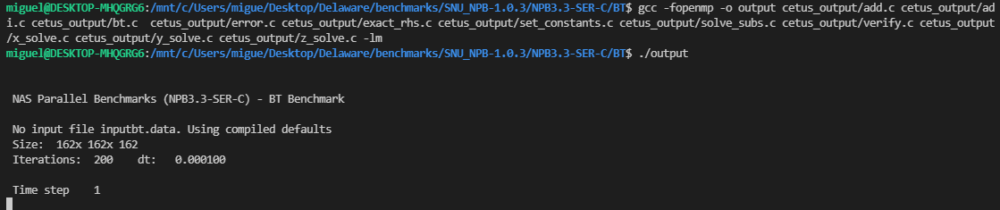 miguel@DESKTOP-MHQGRG6:/mnt/c/Users/migue/Desktop/Delaware/benchmarks/SNU_NPB-1.0.3/NPB3.3-SER-C/BT$ gcc -fopenmp -o output cetus_output/add.c cetus_output/ad
i.c cetus_output/bt.c  cetus_output/error.c cetus_output/exact_rhs.c cetus_output/set_constants.c cetus_output/solve_subs.c cetus_output/verify.c cetus_output
/x_solve.c cetus_output/y_solve.c cetus_output/z_solve.c -lm
miguel@DESKTOP-MHQGRG6:/mnt/c/Users/migue/Desktop/Delaware/benchmarks/SNU_NPB-1.0.3/NPB3.3-SER-C/BT$ ./output
NAS Parallel Benchmarks (NPB3.3-SER-C) - BT Benchmark
No input file inputbt.data. Using compiled defaults
Size:  162x 162x 162
Iterations:  200    dt:   0.000100
Time step    1